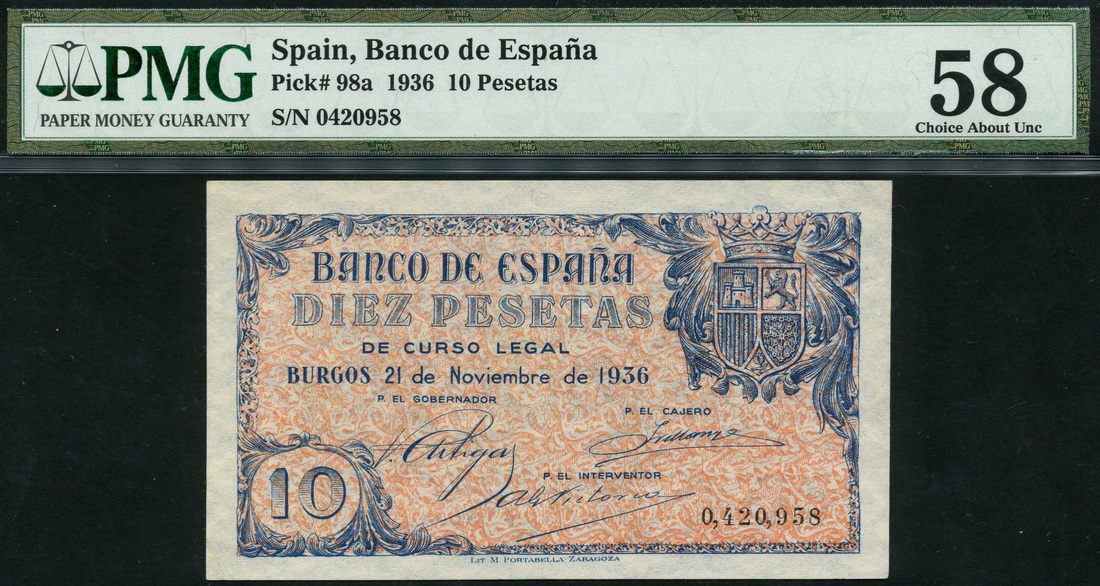 PMG
PAPER MONEY GUARANTY
Spain, Banco de España
Pick# 98a 1936 10 Pesetas
S/N 0420958
58
Choice About Unc
BANCO DE ESPAÑA
DIEZ PESETAS
DE CURSO LEGAL
BURGOS 21 de Noviembre de 1936
P. EL GOBERNADOR
P. EL CAJERO
P. EL INTERVENTOR
10
0,420,958
LIT M PORTABELLA-ZARAGOZA